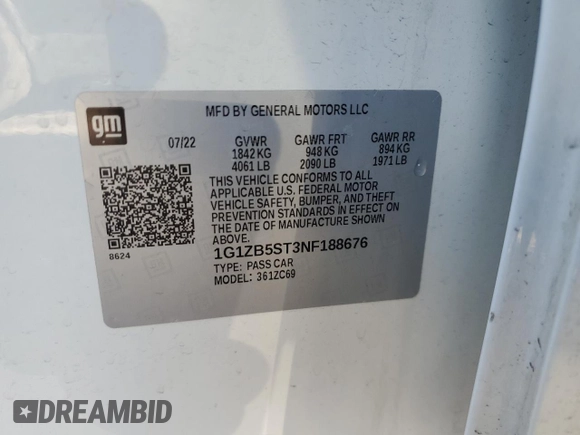 gm
MFD BY GENERAL MOTORS LLC
07/22 GVWR GAWR FRT GAWR RR
1842 KG 948 KG 894 KG
4061 LB 2090 LB 1971 LB
THIS VEHICLE CONFORMS TO ALL
APPLICABLE U.S. FEDERAL MOTOR
VEHICLE SAFETY, BUMPER, AND THEFT
PREVENTION STANDARDS IN EFFECT ON
THE DATE OF MANUFACTURE SHOWN
ABOVE.
8624
1G1ZB5ST3NF188676
TYPE: PASS CAR
MODEL: 361ZC69
DREAMBID